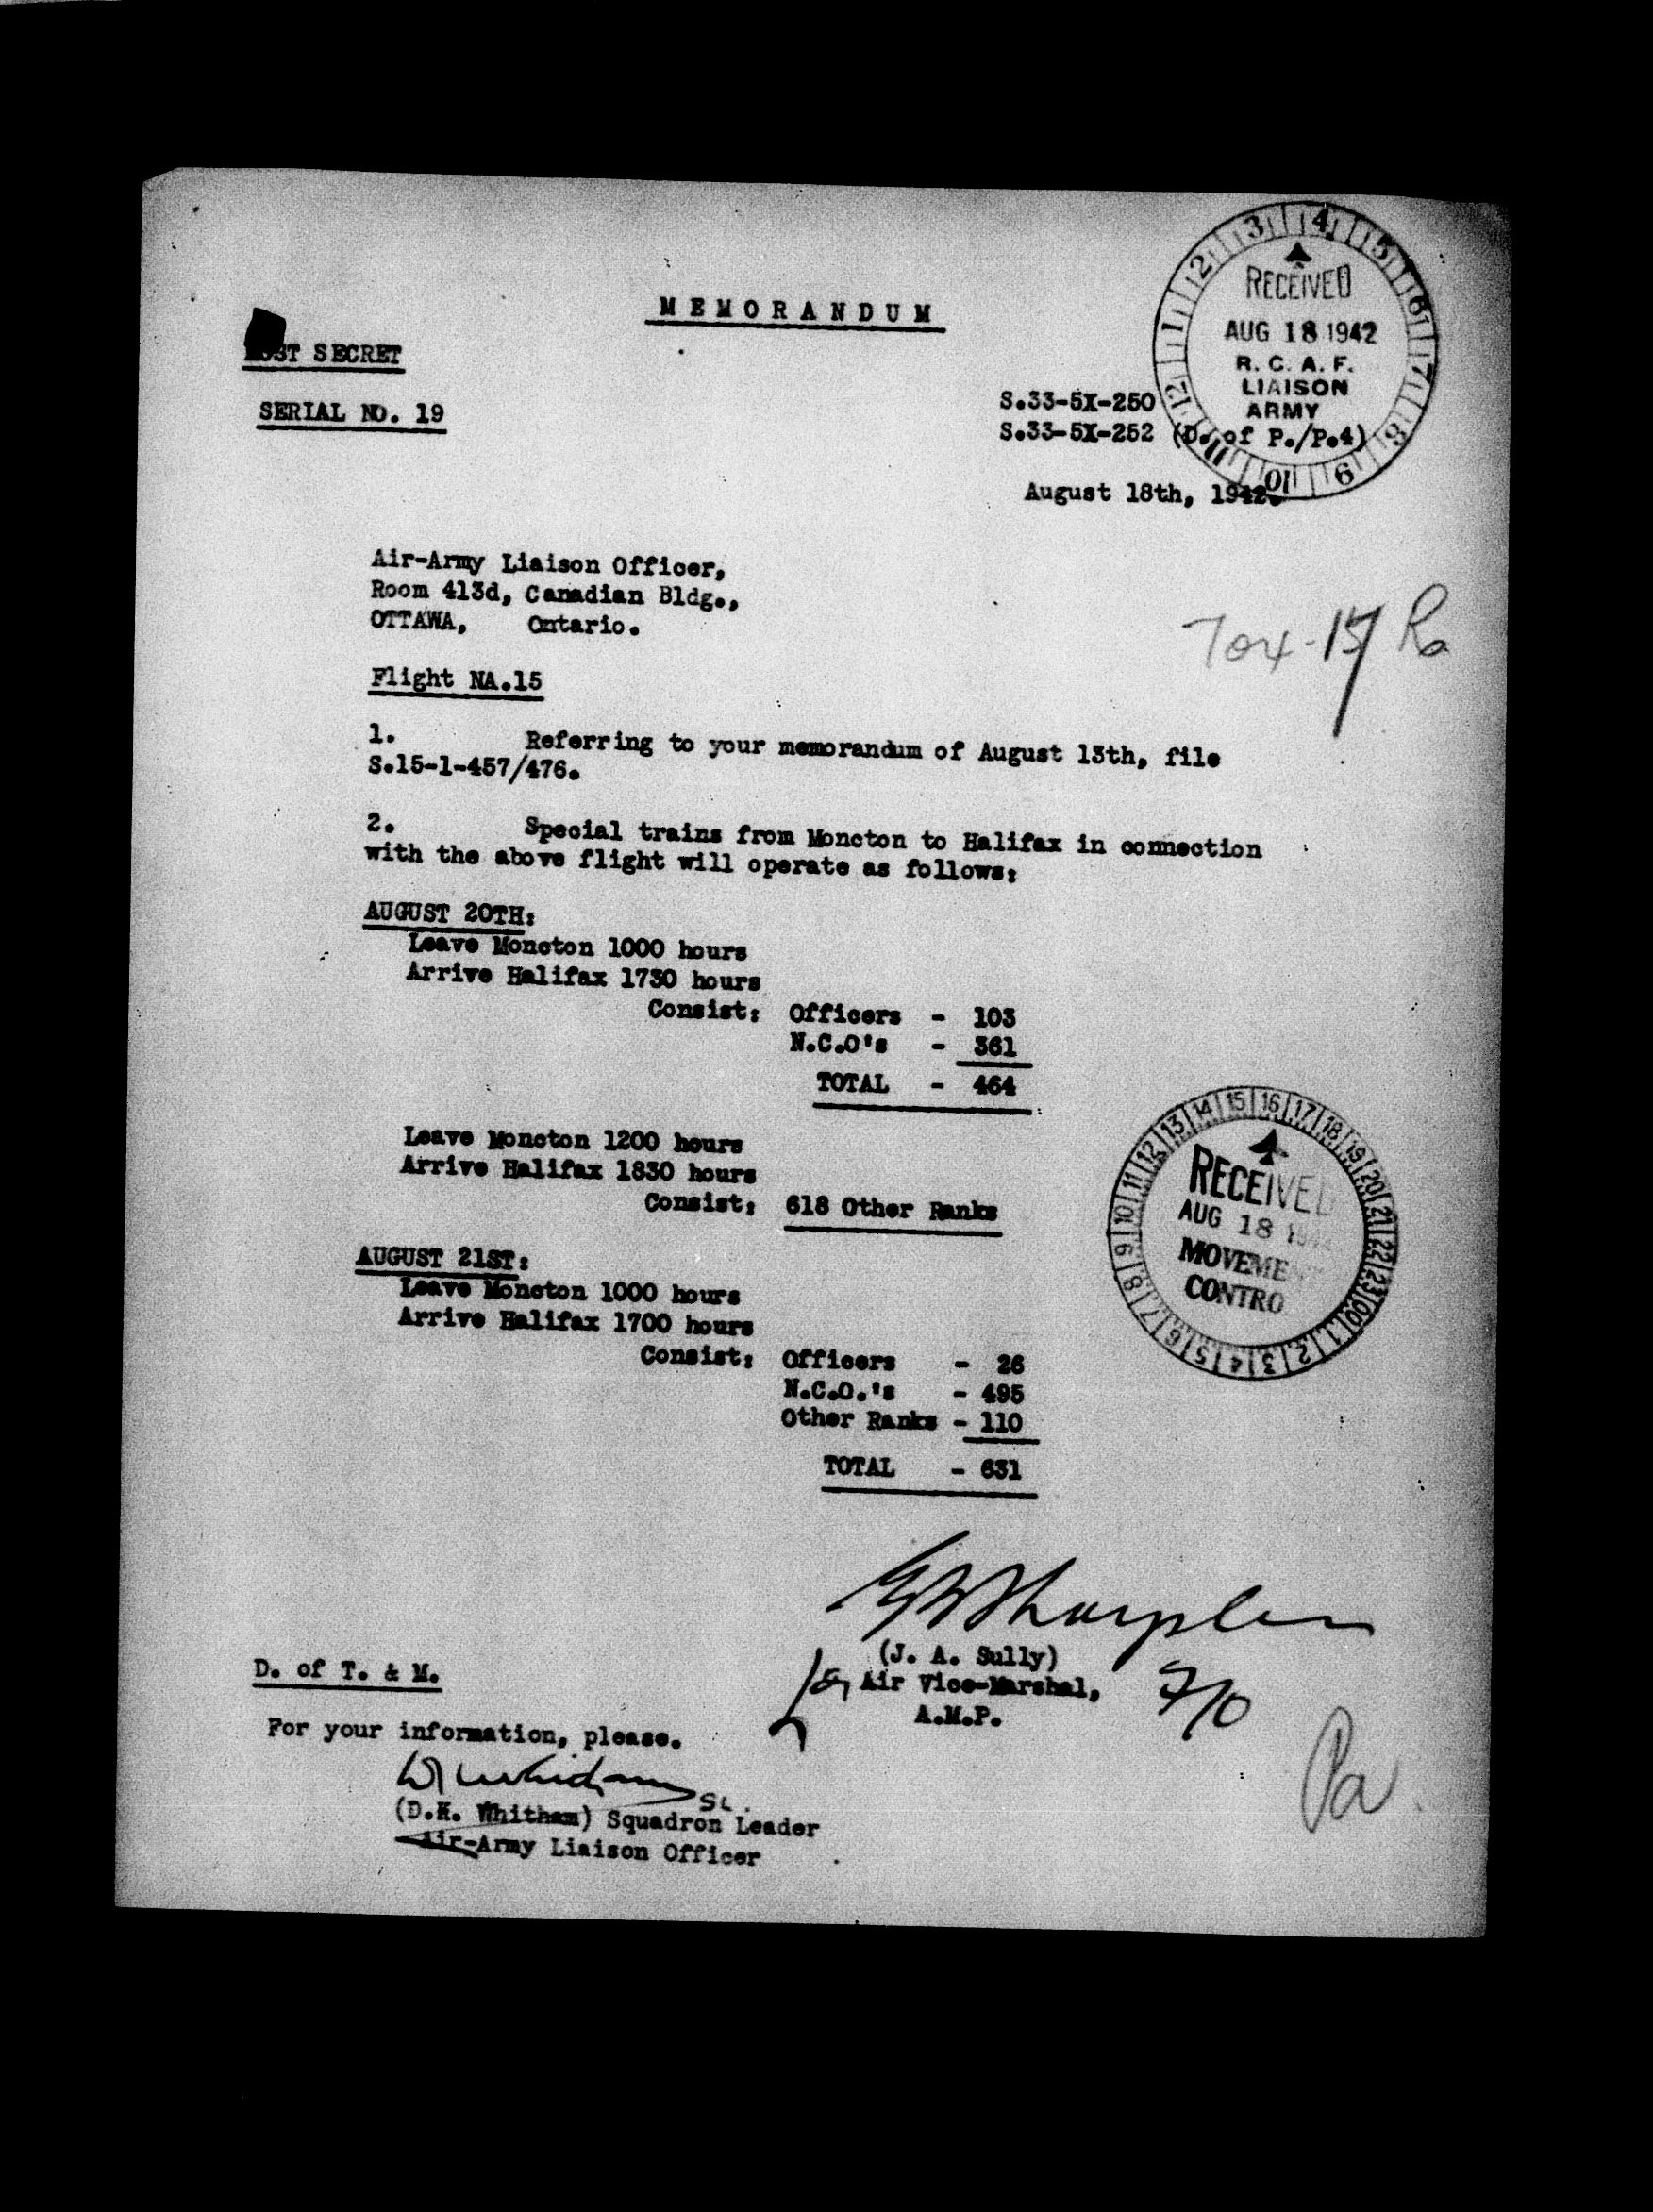 MEMORANDUM
MOST SECRET
SERIAL NO. 19
RECEIVED
AUG 18 1942
R. C. A. F.
LIAISON
ARMY
S.33-5X-250
S.33-5X-252 (D. of P./P.4)
August 18th, 1942.
Air-Army Liaison Officer,
Room 413d, Canadian Bldg.,
OTTAWA, Ontario.
Flight NA.15
1. Referring to your memorandum of August 13th, file
S.15-1-457/476.
2. Special trains from Moncton to Halifax in connection
with the above flight will operate as follows:
AUGUST 20TH:
Leave Moncton 1000 hours
Arrive Halifax 1730 hours
Consist: Officers - 103
N.C.O's - 361
TOTAL - 464
Leave Moncton 1200 hours
Arrive Halifax 1830 hours
Consist: 618 Other Ranks
AUGUST 21ST:
Leave Moncton 1000 hours
Arrive Halifax 1700 hours
Consist: Officers - 26
N.C.O.'s - 495
Other Ranks - 110
TOTAL - 631
RECEIVED
AUG 18
MOVEMEN
CONTRO
(J. A. Sully)
for Air Vice-Marshal, F/O
A.M.P.
D. of T. & M.
For your information, please.
(D.K. Whitham) Squadron Leader
Air-Army Liaison Officer
Pa